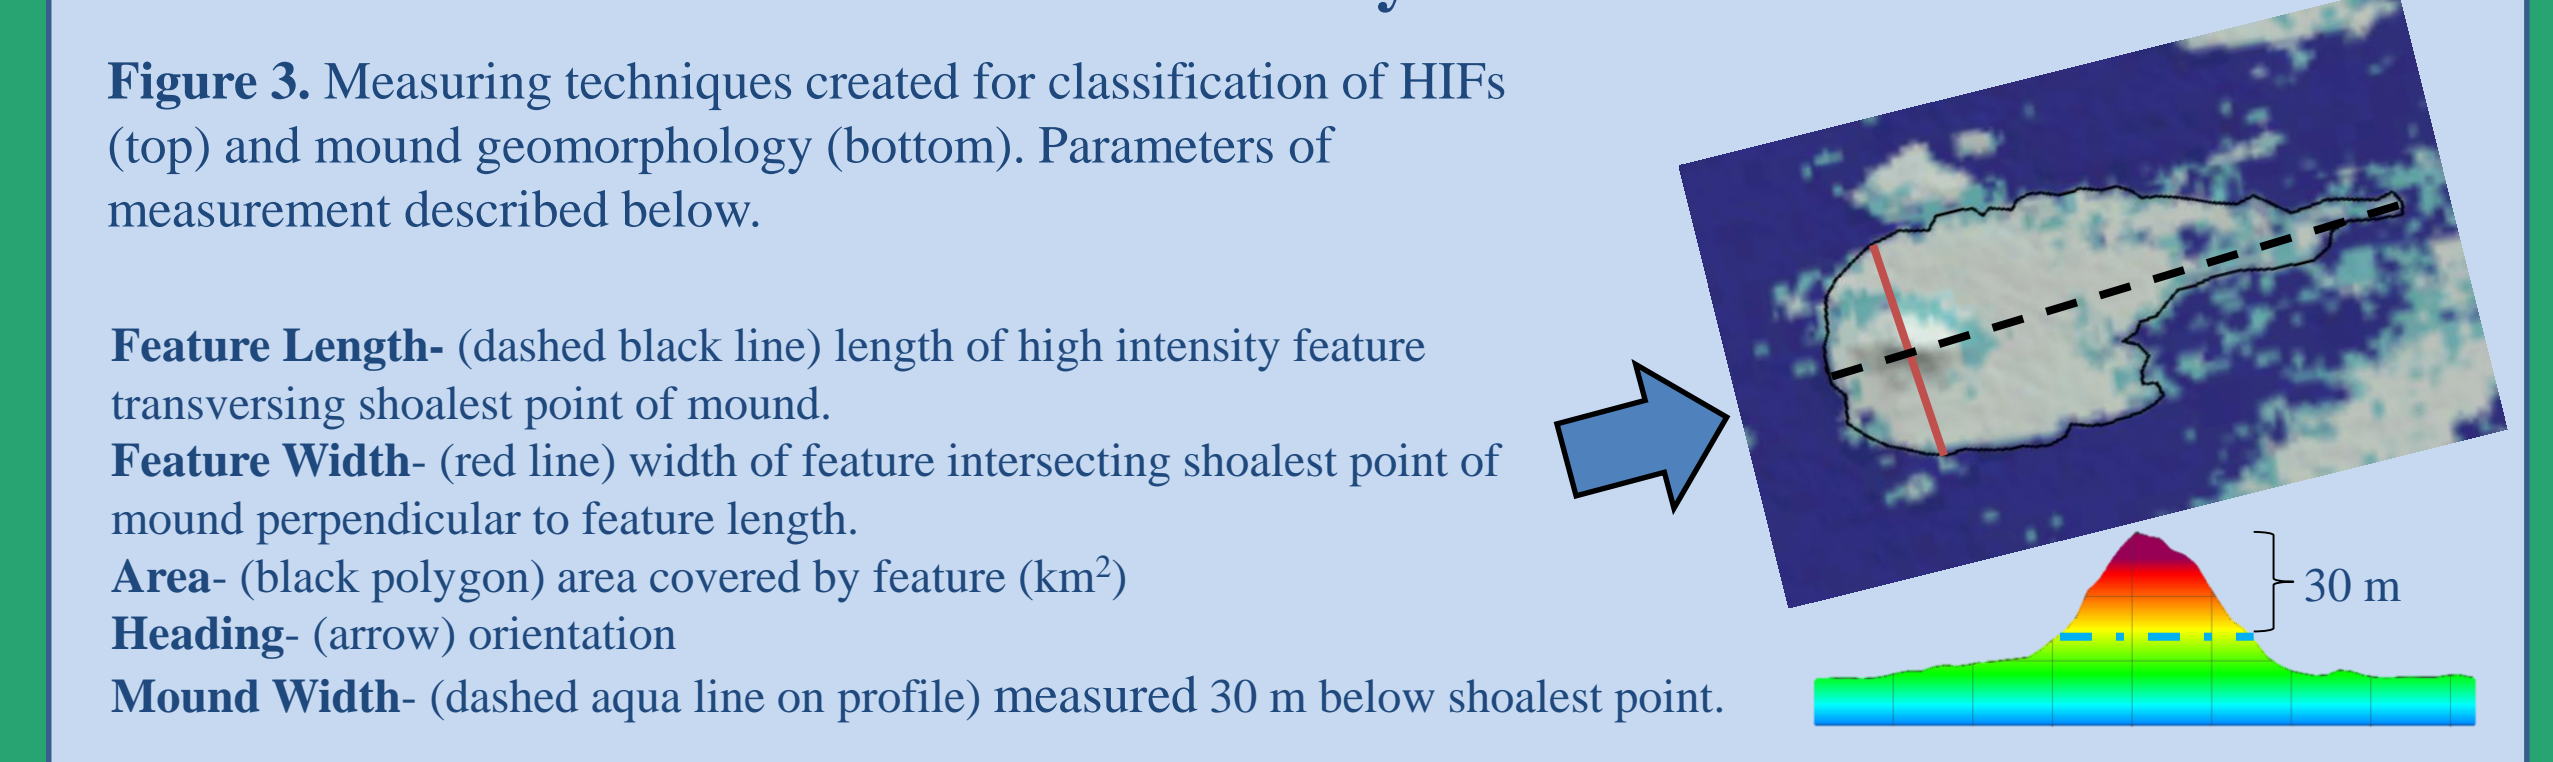 Figure 3. Measuring techniques created for classification of HIFs
(top) and mound geomorphology (bottom). Parameters of
measurement described below.
Feature Length- (dashed black line) length of high intensity feature
transversing shoalest point of mound.
Feature Width- (red line) width of feature intersecting shoalest point of
mound perpendicular to feature length.
Area- (black polygon) area covered by feature (km²)
Heading- (arrow) orientation
Mound Width- (dashed aqua line on profile) measured 30 m below shoalest point.
30 m